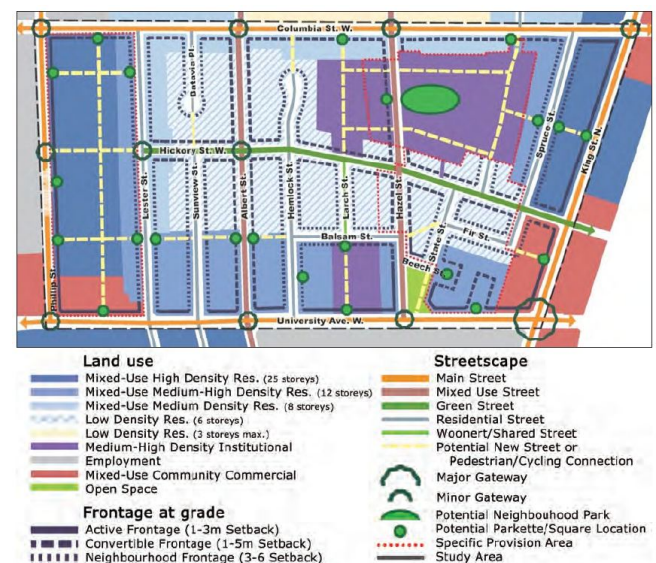 Columbia St. W.
Batavia Pl.
Hickory St. W.
Spruce St.
King St. N.
Lester St.
Sunview St.
Albert St.
Hemlock St.
Larch St.
Hazel St.
State St.
Fir St.
Balsam St.
Beech St.
Phillip St.
University Ave. W.
Land use
Mixed-Use High Density Res. (25 storeys)
Mixed-Use Medium-High Density Res. (12 storeys)
Mixed-Use Medium Density Res. (8 storeys)
Low Density Res. (6 storeys)
Low Density Res. (3 storeys max.)
Medium-High Density Institutional
Employment
Mixed-Use Community Commercial
Open Space
Frontage at grade
Active Frontage (1-3m Setback)
Convertible Frontage (1-5m Setback)
Neighbourhood Frontage (3-6 Setback)
Streetscape
Main Street
Mixed Use Street
Green Street
Residential Street
Woonert/Shared Street
Potential New Street or
Pedestrian/Cycling Connection
Major Gateway
Minor Gateway
Potential Neighbouhood Park
Potential Parkette/Square Location
Specific Provision Area
Study Area